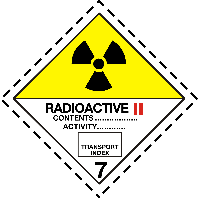 RADIOACTIVE II
CONTENTS....................
ACTIVITY.............
TRANSPORT
INDEX
7